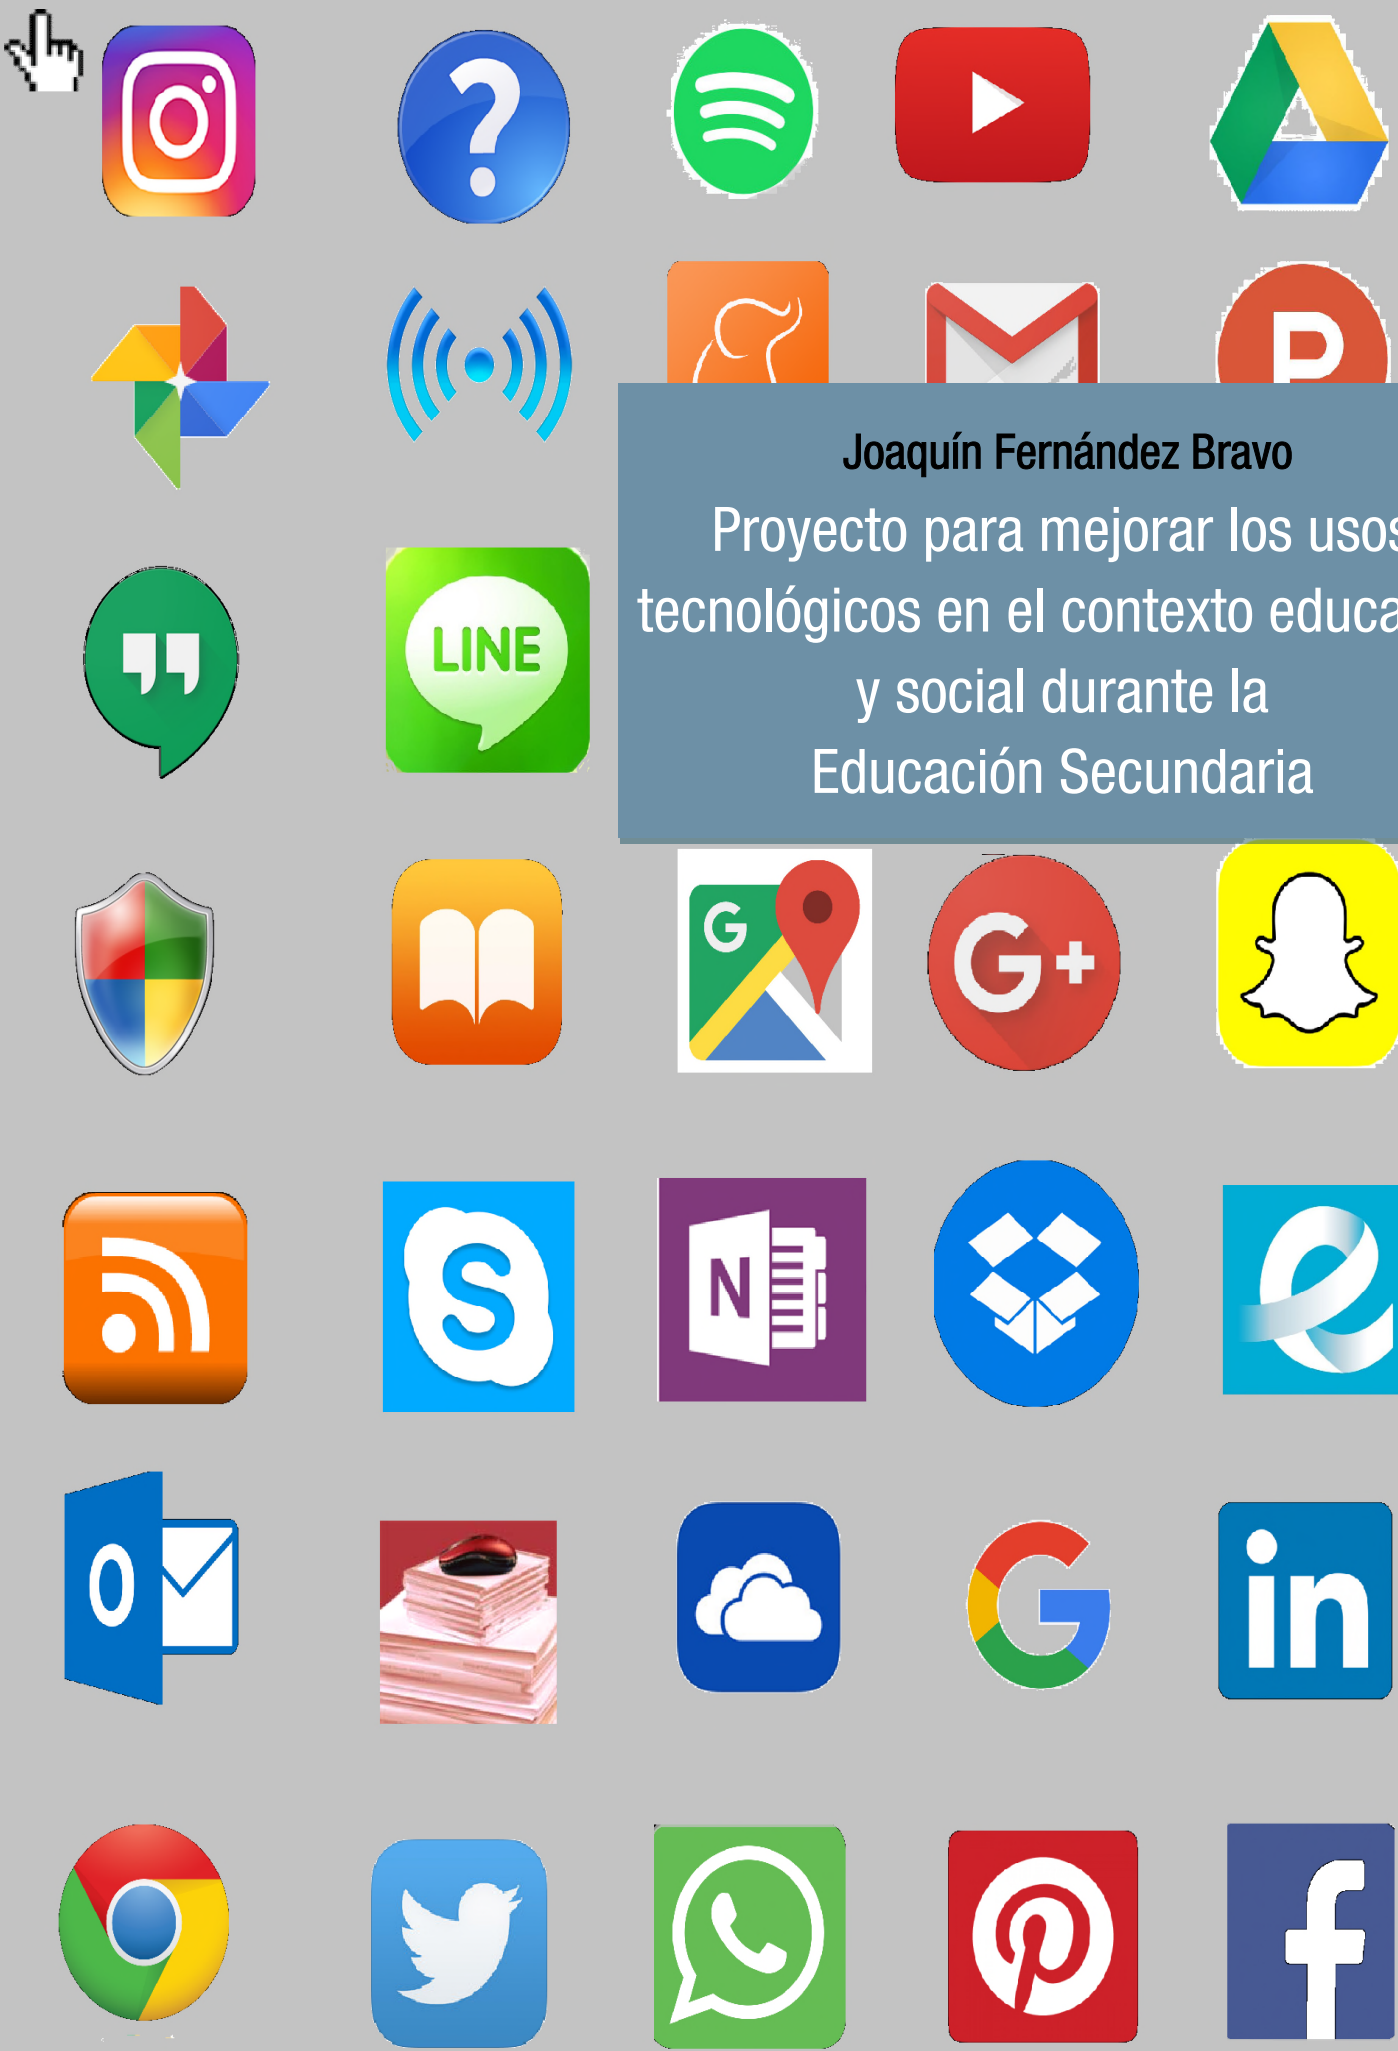 P
Joaquín Fernández Bravo
Proyecto para mejorar los usos
tecnológicos en el contexto educa
y social durante la
Educación Secundaria
LINE
G
G+
S
N
e
O
G
in
f